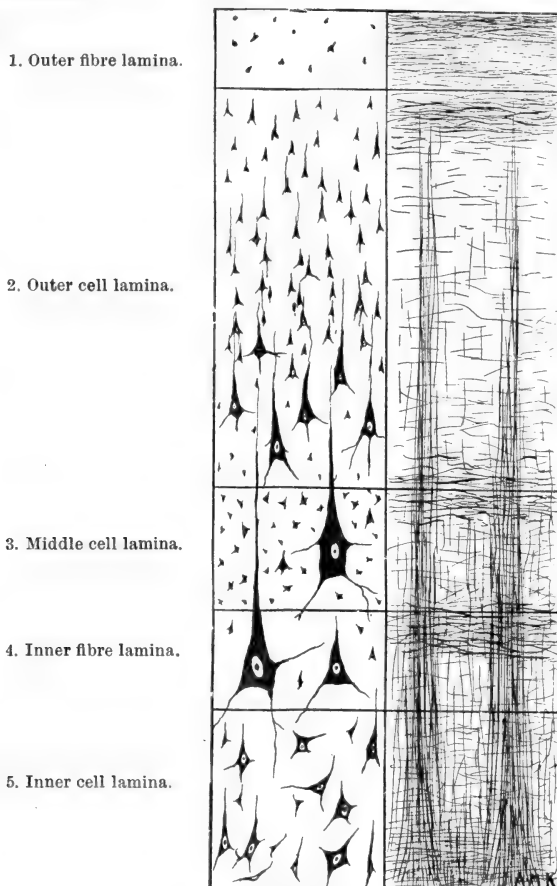 1. Outer fibre lamina.
2. Outer cell lamina.
3. Middle cell lamina.
4. Inner fibre lamina.
5. Inner cell lamina.
A M K